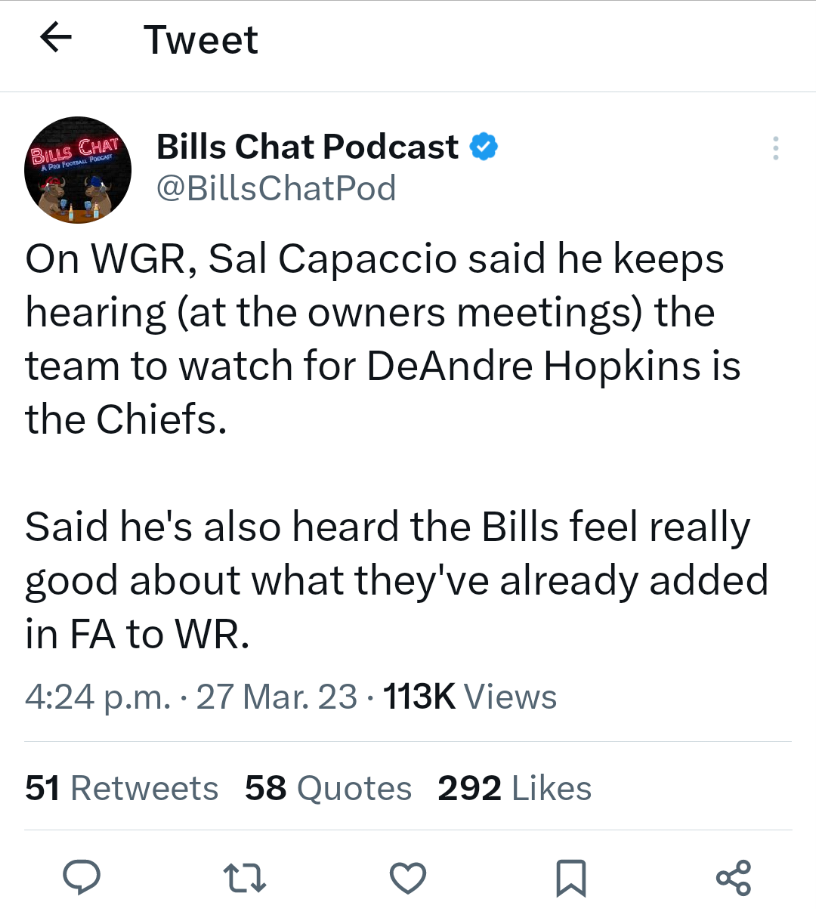 Tweet
BILLS CHAT
A PRO FOOTBALL PODCAST
Bills Chat Podcast
@BillsChatPod
On WGR, Sal Capaccio said he keeps
hearing (at the owners meetings) the
team to watch for DeAndre Hopkins is
the Chiefs.
Said he's also heard the Bills feel really
good about what they've already added
in FA to WR.
4:24 p.m. · 27 Mar. 23 · 113K Views
51 Retweets 58 Quotes 292 Likes